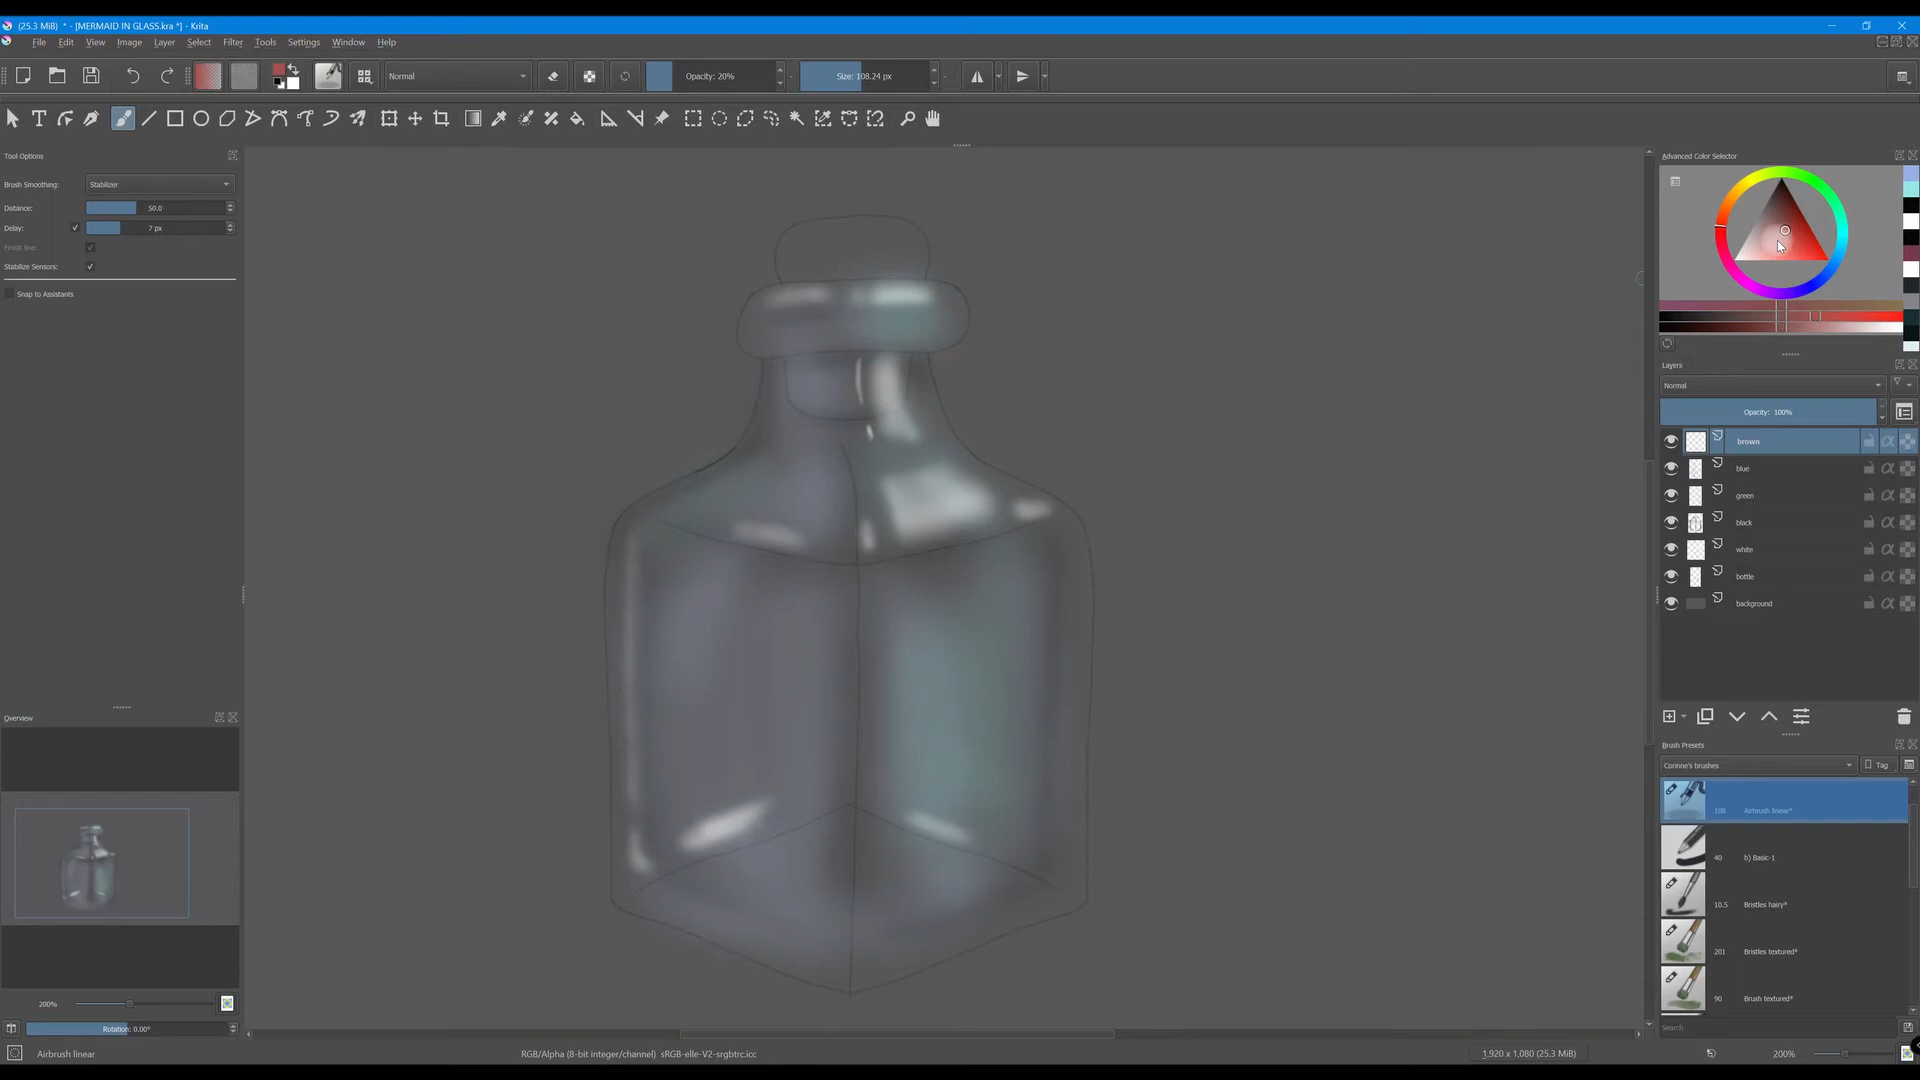 (25.3 MiB) * - [MERMAID IN GLASS.kra *] - Krita
File Edit View Image Layer Select Filter Tools Settings Window Help
Normal Opacity: 20% Size: 108.24 px
Tool Options
Brush Smoothing: Stabilizer
Distance: 50.0
Delay: 7 px
Finish line:
Stabilize Sensors:
Snap to Assistants
Overview
200%
Rotation: 0.00°
Airbrush linear
RGB/Alpha (8-bit integer/channel) sRGB-elle-V2-srgbtrc.icc
1,920 x 1,080 (25.3 MiB)
200%
Advanced Color Selector
Layers
Normal
Opacity: 100%
brown
blue
green
black
white
bottle
background
Brush Presets
Corinne's brushes Tag
108 Airbrush linear*
40 b) Basic-1
10.5 Bristles hairy*
201 Bristles textured*
90 Brush textured*
Search